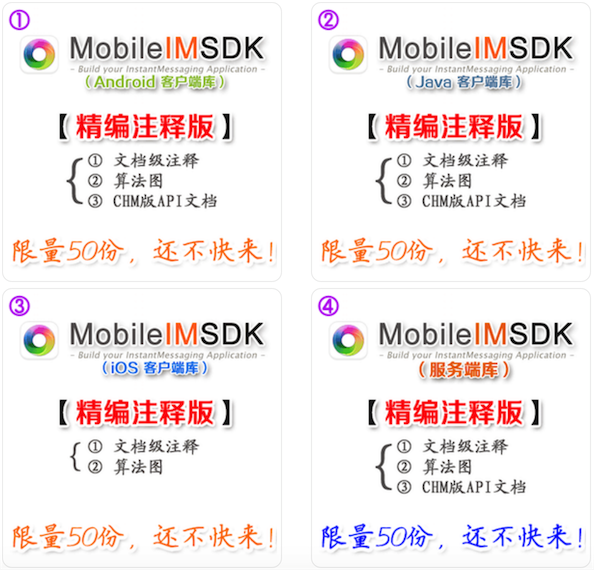 ①
MobileIMSDK
– Build your InstantMessaging Application –
（Android 客户端库）
【精编注释版】
① 文档级注释
② 算法图
③ CHM版API文档
限量50份，还不快来！
②
MobileIMSDK
– Build your InstantMessaging Application –
（Java 客户端库）
【精编注释版】
① 文档级注释
② 算法图
③ CHM版API文档
限量50份，还不快来！
③
MobileIMSDK
– Build your InstantMessaging Application –
（iOS 客户端库）
【精编注释版】
① 文档级注释
② 算法图
限量50份，还不快来！
④
MobileIMSDK
– Build your InstantMessaging Application –
（服务端库）
【精编注释版】
① 文档级注释
② 算法图
③ CHM版API文档
限量50份，还不快来！